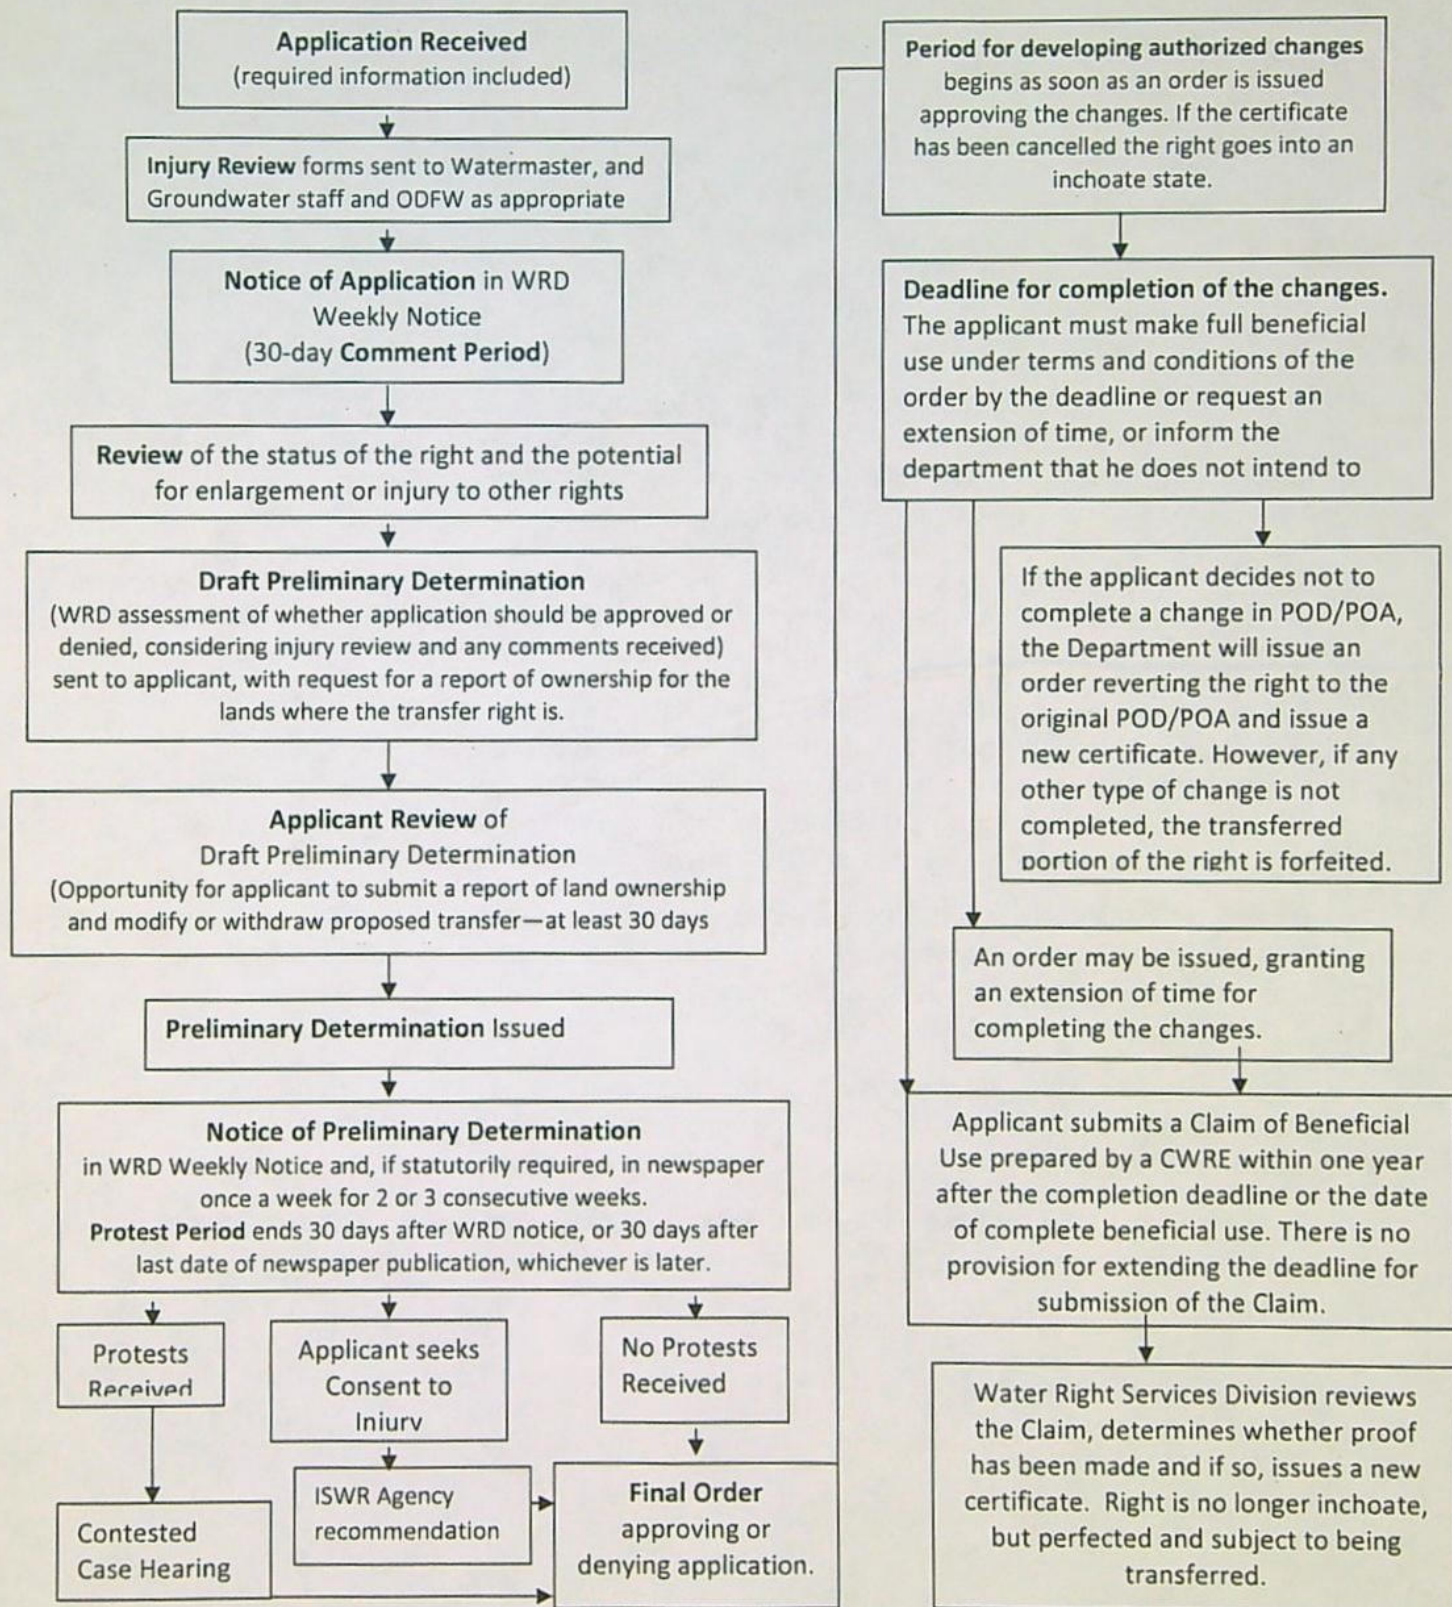 Application Received
(required information included)
Injury Review forms sent to Watermaster, and
Groundwater staff and ODFW as appropriate
Notice of Application in WRD
Weekly Notice
(30-day Comment Period)
Review of the status of the right and the potential
for enlargement or injury to other rights
Draft Preliminary Determination
(WRD assessment of whether application should be approved or
denied, considering injury review and any comments received)
sent to applicant, with request for a report of ownership for the
lands where the transfer right is.
Applicant Review of
Draft Preliminary Determination
(Opportunity for applicant to submit a report of land ownership
and modify or withdraw proposed transfer—at least 30 days
Preliminary Determination Issued
Notice of Preliminary Determination
in WRD Weekly Notice and, if statutorily required, in newspaper
once a week for 2 or 3 consecutive weeks.
Protest Period ends 30 days after WRD notice, or 30 days after
last date of newspaper publication, whichever is later.
Protests
Received
Applicant seeks
Consent to
Injury
No Protests
Received
Contested
Case Hearing
ISWR Agency
recommendation
Final Order
approving or
denying application.
Period for developing authorized changes
begins as soon as an order is issued
approving the changes. If the certificate
has been cancelled the right goes into an
inchoate state.
Deadline for completion of the changes.
The applicant must make full beneficial
use under terms and conditions of the
order by the deadline or request an
extension of time, or inform the
department that he does not intend to
If the applicant decides not to
complete a change in POD/POA,
the Department will issue an
order reverting the right to the
original POD/POA and issue a
new certificate. However, if any
other type of change is not
completed, the transferred
portion of the right is forfeited.
An order may be issued, granting
an extension of time for
completing the changes.
Applicant submits a Claim of Beneficial
Use prepared by a CWRE within one year
after the completion deadline or the date
of complete beneficial use. There is no
provision for extending the deadline for
submission of the Claim.
Water Right Services Division reviews
the Claim, determines whether proof
has been made and if so, issues a new
certificate. Right is no longer inchoate,
but perfected and subject to being
transferred.